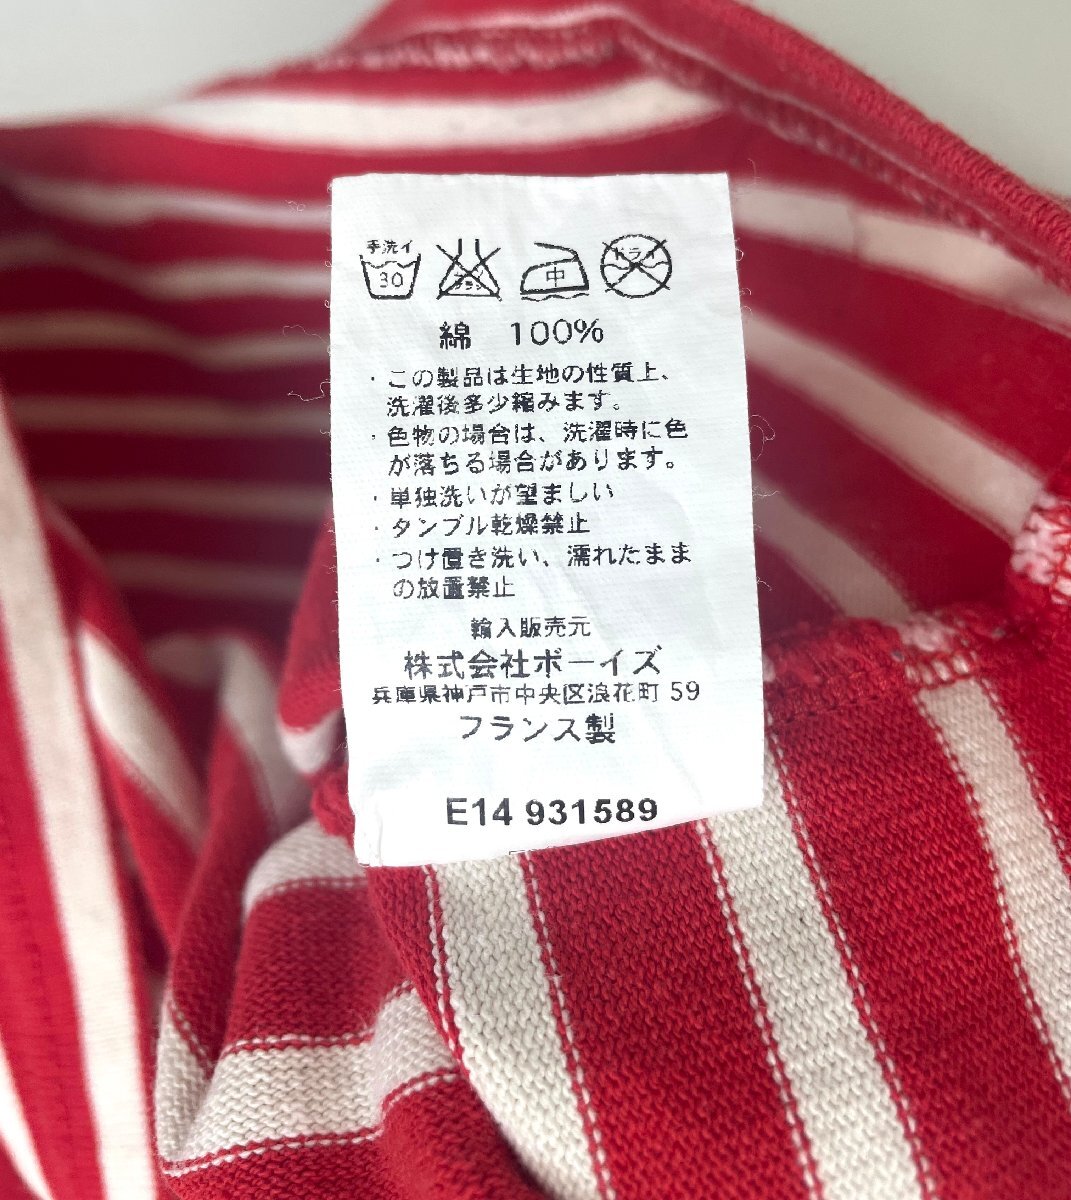 手洗イ
30
中
ドライ
綿 100%
・この製品は生地の性質上、
洗濯後多少縮みます。
・色物の場合は、洗濯時に色
が落ちる場合があります。
・単独洗いが望ましい
・タンブル乾燥禁止
・つけ置き洗い、濡れたまま
の放置禁止
輸入販売元
株式会社ボーイズ
兵庫県神戸市中央区浪花町 59
フランス製
E14 931589